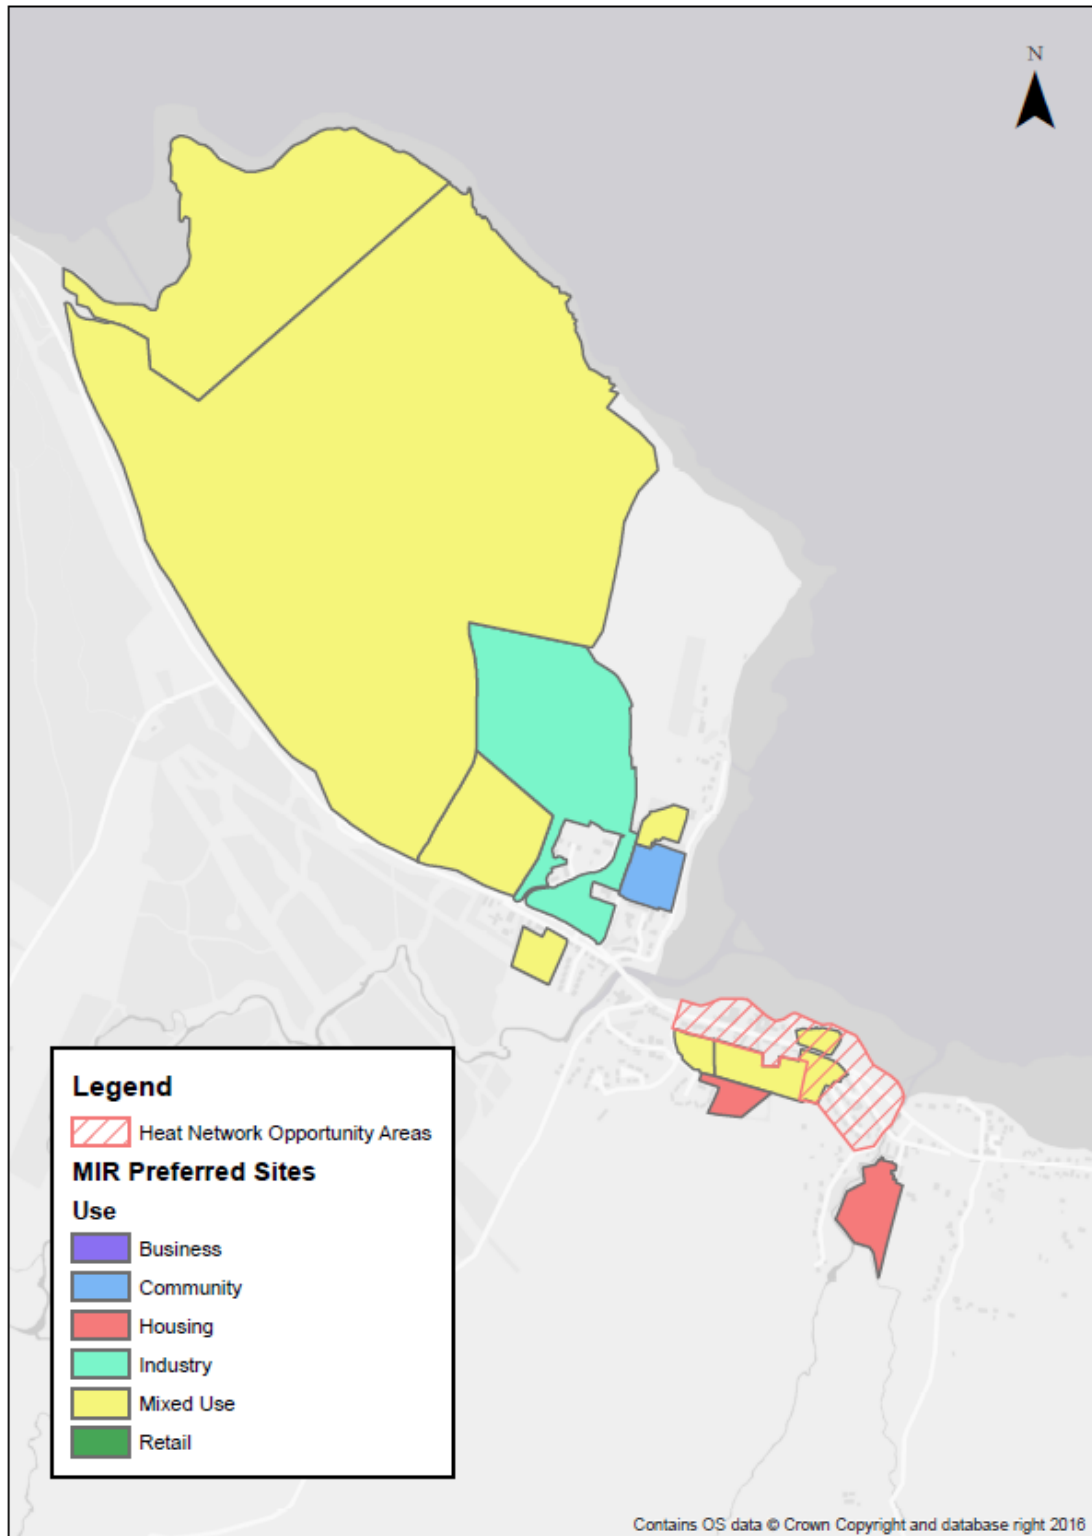 N
Legend
Heat Network Opportunity Areas
MIR Preferred Sites
Use
Business
Community
Housing
Industry
Mixed Use
Retail
Contains OS data © Crown Copyright and database right 2016